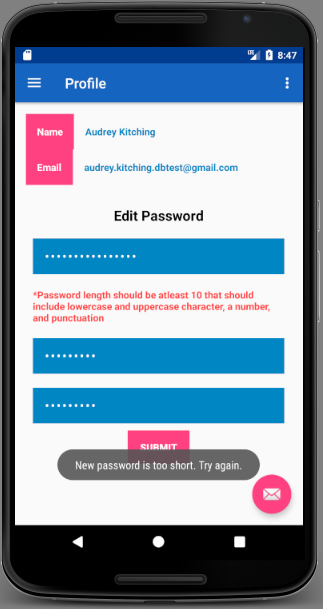 LTE 8:47
Profile
Name Audrey Kitching
Email audrey.kitching.dbtest@gmail.com
Edit Password
••••••••••••••••
*Password length should be atleast 10 that should
include lowercase and uppercase character, a number,
and punctuation
•••••••••
•••••••••
SUBMIT
New password is too short. Try again.